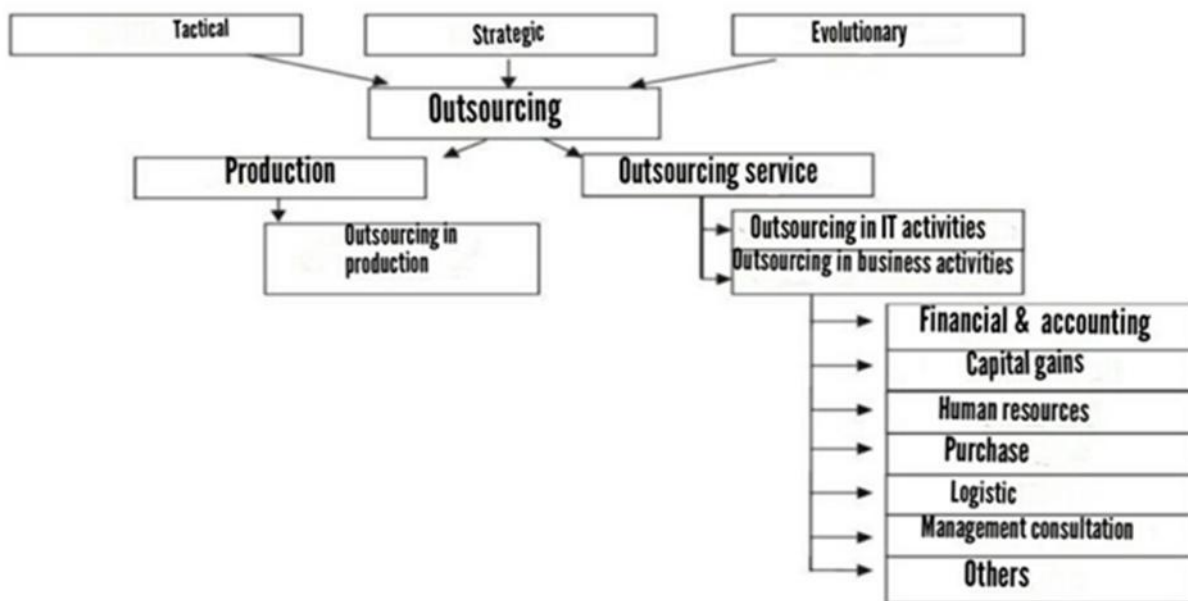 Tactical
Strategic
Evolutionary
Outsourcing
Production
Outsourcing service
Outsourcing in
production
Outsourcing in IT activities
Outsourcing in business activities
Financial & accounting
Capital gains
Human resources
Purchase
Logistic
Management consultation
Others